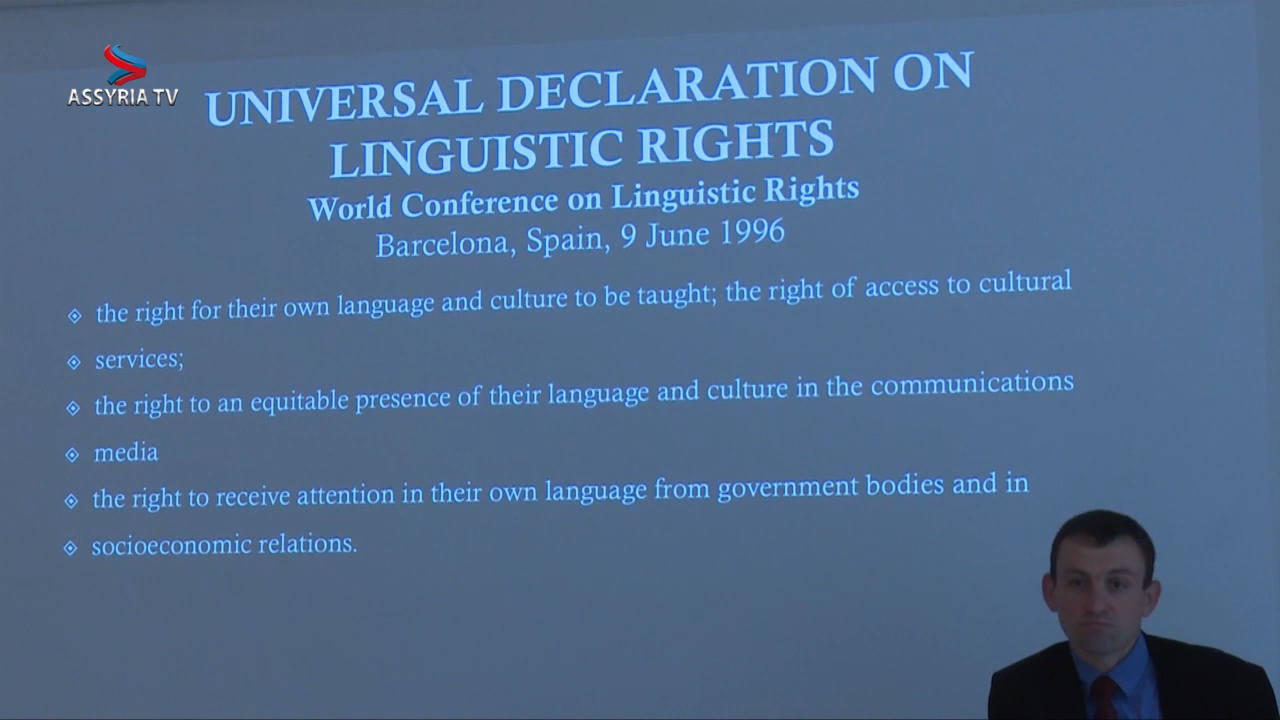 ASSYRIA TV
UNIVERSAL DECLARATION ON
LINGUISTIC RIGHTS
World Conference on Linguistic Rights
Barcelona, Spain, 9 June 1996
the right for their own language and culture to be taught; the right of access to cultural
services;
the right to an equitable presence of their language and culture in the communications
media
the right to receive attention in their own language from government bodies and in
socioeconomic relations.